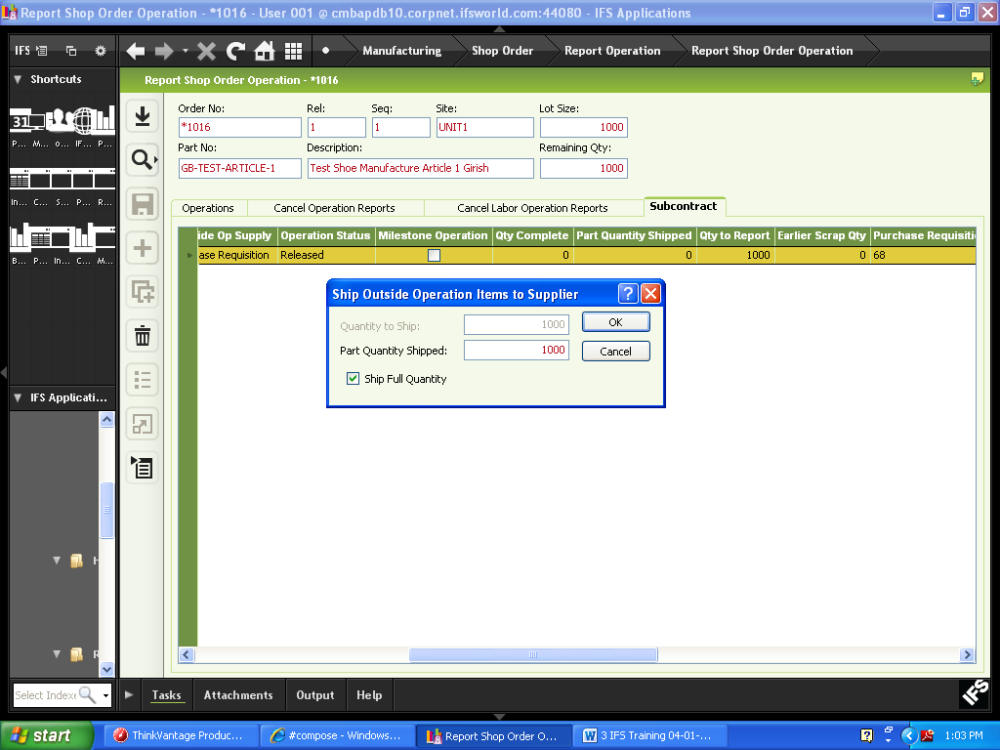 Report Shop Order Operation - *1016 - User 001 @ cmbapdb10.corpnet.ifsworld.com:44080 - IFS Applications
IFS
Manufacturing
Shop Order
Report Operation
Report Shop Order Operation
Shortcuts
31
P... M... o... IF... P...
In... C... S... P... R...
B... P... In... C... M...
IFS Applicati...
H
R
Select Index
Report Shop Order Operation - *1016
Order No: Rel: Seq: Site: Lot Size:
*1016 1 1 UNIT1 1000
Part No: Description: Remaining Qty:
GB-TEST-ARTICLE-1 Test Shoe Manufacture Article 1 Girish 1000
Operations Cancel Operation Reports Cancel Labor Operation Reports Subcontract
ide Op Supply Operation Status Milestone Operation Qty Complete Part Quantity Shipped Qty to Report Earlier Scrap Qty Purchase Requisiti
ase Requisition Released 0 0 1000 0 68
Ship Outside Operation Items to Supplier
Quantity to Ship: 1000 OK
Part Quantity Shipped: 1000 Cancel
Ship Full Quantity
Tasks Attachments Output Help
IFS
start
ThinkVantage Produc...
#compose - Windows...
Report Shop Order O...
3 IFS Training 04-01-...
1:03 PM